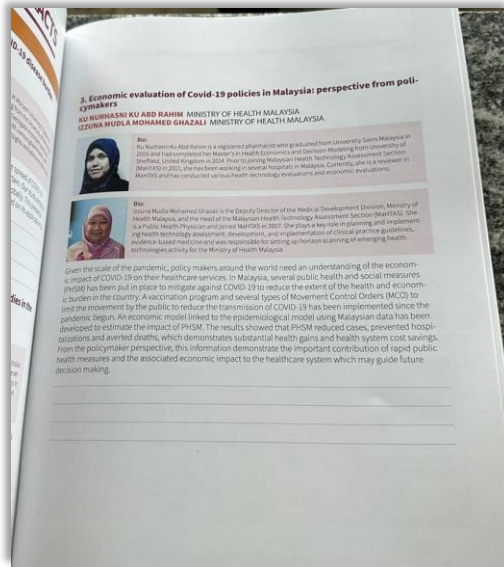 ACTS
3. Economic evaluation of Covid-19 policies in Malaysia: perspective from poli-
cymakers
KU NURHASNI KU ABD RAHIM MINISTRY OF HEALTH MALAYSIA
IZZUNA MUDLA MOHAMED GHAZALI MINISTRY OF HEALTH MALAYSIA
Bio:
Ku Nurhasni Ku Abd Rahim is a registered pharmacist who graduated from University Sains Malaysia in
2005 and had completed her Master's in Health Economics and Decision Modeling from University of
Sheffield, United Kingdom in 2014. Prior to joining Malaysian Health Technology Assessment Section
(MaHTAS) in 2011, she has been working in several hospitals in Malaysia. Currently, she is a reviewer in
MaHTAS and has conducted various health technology evaluations and economic evaluations.
Bio:
Izzuna Mudla Mohamed Ghazali is the Deputy Director of the Medical Development Division, Ministry of
Health Malaysia, and the Head of the Malaysian Health Technology Assessment Section (MaHTAS). She
is a Public Health Physician and joined MaHTAS in 2007. She plays a key role in planning and implement-
ing health technology assessment, development, and implementation of clinical practice guidelines,
evidence-based medicine and was responsible for setting up horizon scanning of emerging health
technologies activity for the Ministry of Health Malaysia.
Given the scale of the pandemic, policy makers around the world need an understanding of the econom-
ic impact of COVID-19 on their healthcare services. In Malaysia, several public health and social measures
(PHSM) has been put in place to mitigate against COVID-19 to reduce the extent of the health and econom-
ic burden in the country. A vaccination program and several types of Movement Control Orders (MCO) to
limit the movement by the public to reduce the transmission of COVID-19 has been implemented since the
pandemic begun. An economic model linked to the epidemiological model using Malaysian data has been
developed to estimate the impact of PHSM. The results showed that PHSM reduced cases, prevented hospi-
talizations and averted deaths, which demonstrates substantial health gains and health system cost savings.
From the policymaker perspective, this information demonstrate the important contribution of rapid public
health measures and the associated economic impact to the healthcare system which may guide future
decision making.